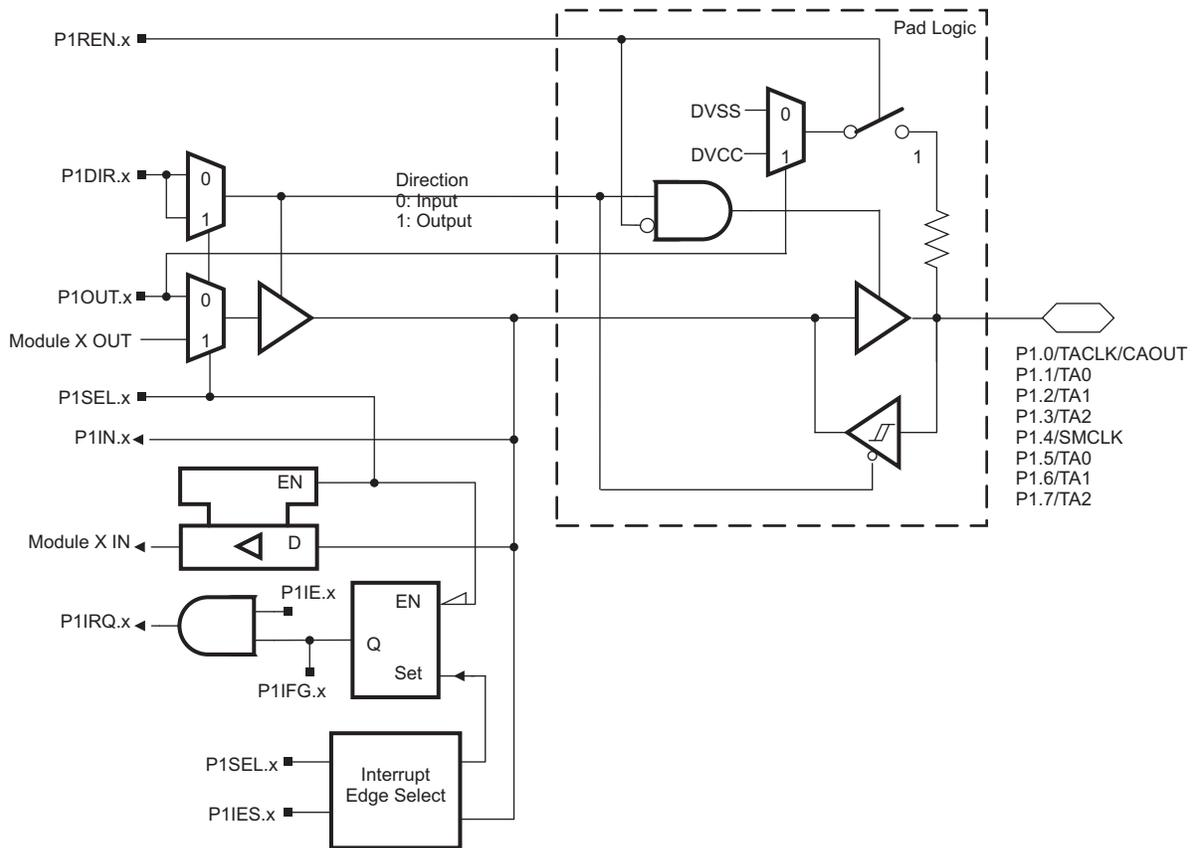 Pad Logic
P1REN.x
DVSS
0
DVCC
1
1
P1DIR.x
0
1
Direction
0: Input
1: Output
P1OUT.x
0
Module X OUT
1
P1SEL.x
P1IN.x
EN
Module X IN
D
P1IE.x
EN
P1IRQ.x
Q
Set
P1IFG.x
P1SEL.x
Interrupt
Edge Select
P1IES.x
P1.0/TACLK/CAOUT
P1.1/TA0
P1.2/TA1
P1.3/TA2
P1.4/SMCLK
P1.5/TA0
P1.6/TA1
P1.7/TA2